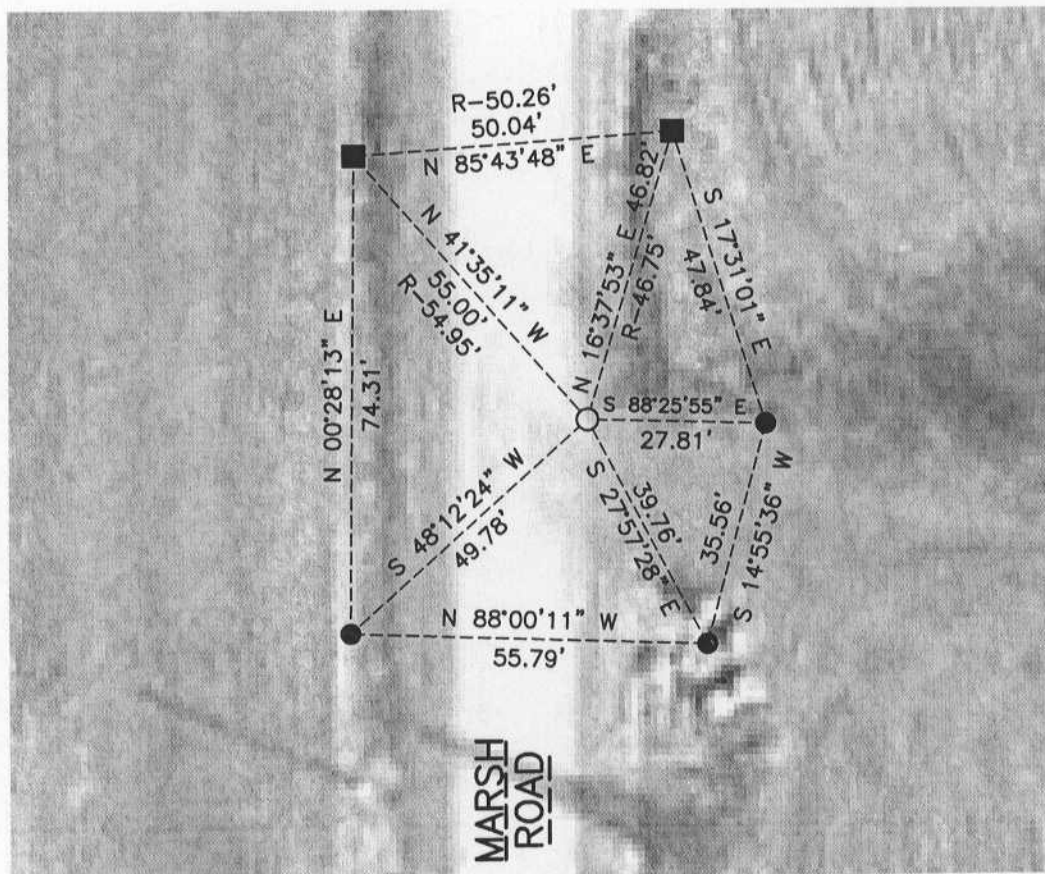 R-50.26'
50.04'
N 85°43'48" E
N 41°35'11" W
55.00'
R-54.95'
N 16°37'53" E 46.82'
R-46.75'
S 17°31'01" E
47.84'
N 00°28'13" E
74.31'
S 88°25'55" E
27.81'
S 48°12'24" W
49.78'
39.76'
S 27°57'28" E
35.56'
S 14°55'36" W
N 88°00'11" W
55.79'
MARSH
ROAD